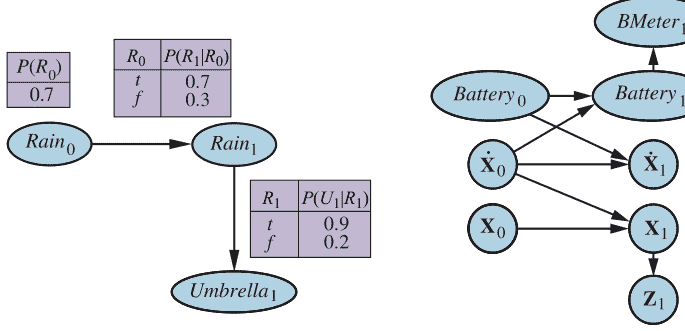 BMeter₁
P(R₀)
0.7
R₀ P(R₁|R₀)
t 0.7
f 0.3
Battery₀
Battery₁
Rain₀
Rain₁
Ẋ₀
Ẋ₁
R₁ P(U₁|R₁)
t 0.9
f 0.2
X₀
X₁
Umbrella₁
Z₁